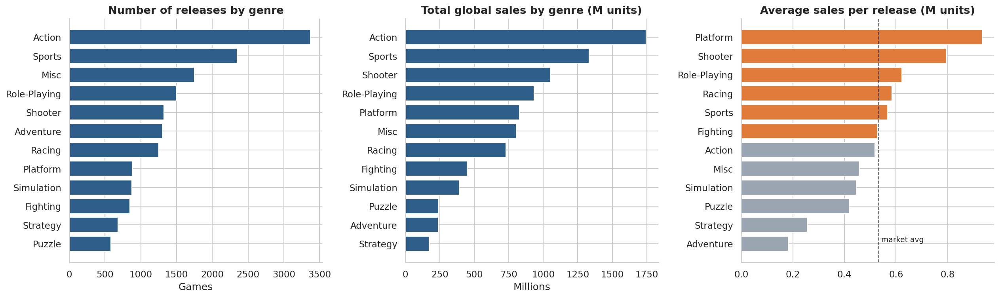 Number of releases by genre
Action
Sports
Misc
Role-Playing
Shooter
Adventure
Racing
Platform
Simulation
Fighting
Strategy
Puzzle
0 500 1000 1500 2000 2500 3000 3500
Games
Total global sales by genre (M units)
Action
Sports
Shooter
Role-Playing
Platform
Misc
Racing
Fighting
Simulation
Puzzle
Adventure
Strategy
0 250 500 750 1000 1250 1500 1750
Millions
Average sales per release (M units)
Platform
Shooter
Role-Playing
Racing
Sports
Fighting
Action
Misc
Simulation
Puzzle
Strategy
Adventure
market avg
0.0 0.2 0.4 0.6 0.8